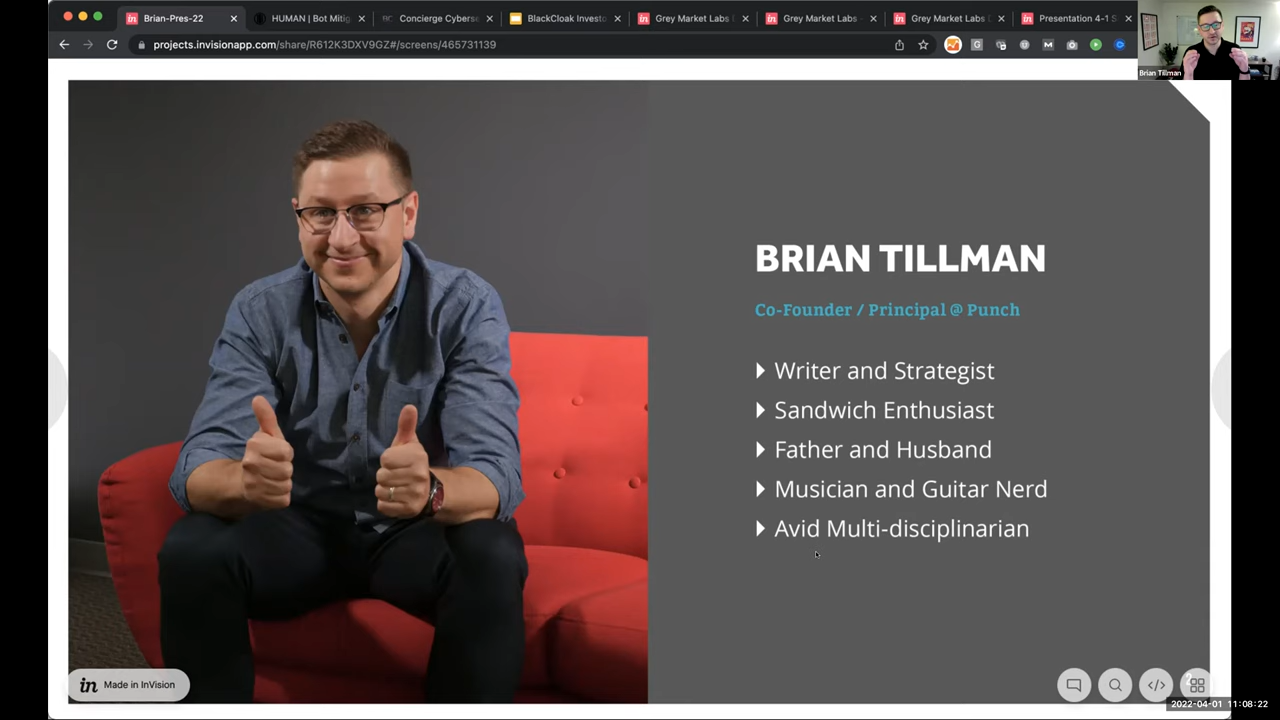 Brian-Pres-22
HUMAN | Bot Mitig
Concierge Cyberse
BlackCloak Investo
Grey Market Labs
Grey Market Labs
Grey Market Labs
Presentation 4-1 S
projects.invisionapp.com/share/R612K3DXV9GZ#/screens/465731139
Brian Tillman
BRIAN TILLMAN
Co-Founder / Principal @ Punch
Writer and Strategist
Sandwich Enthusiast
Father and Husband
Musician and Guitar Nerd
Avid Multi-disciplinarian
in Made in InVision
2022-04-01 11:08:22